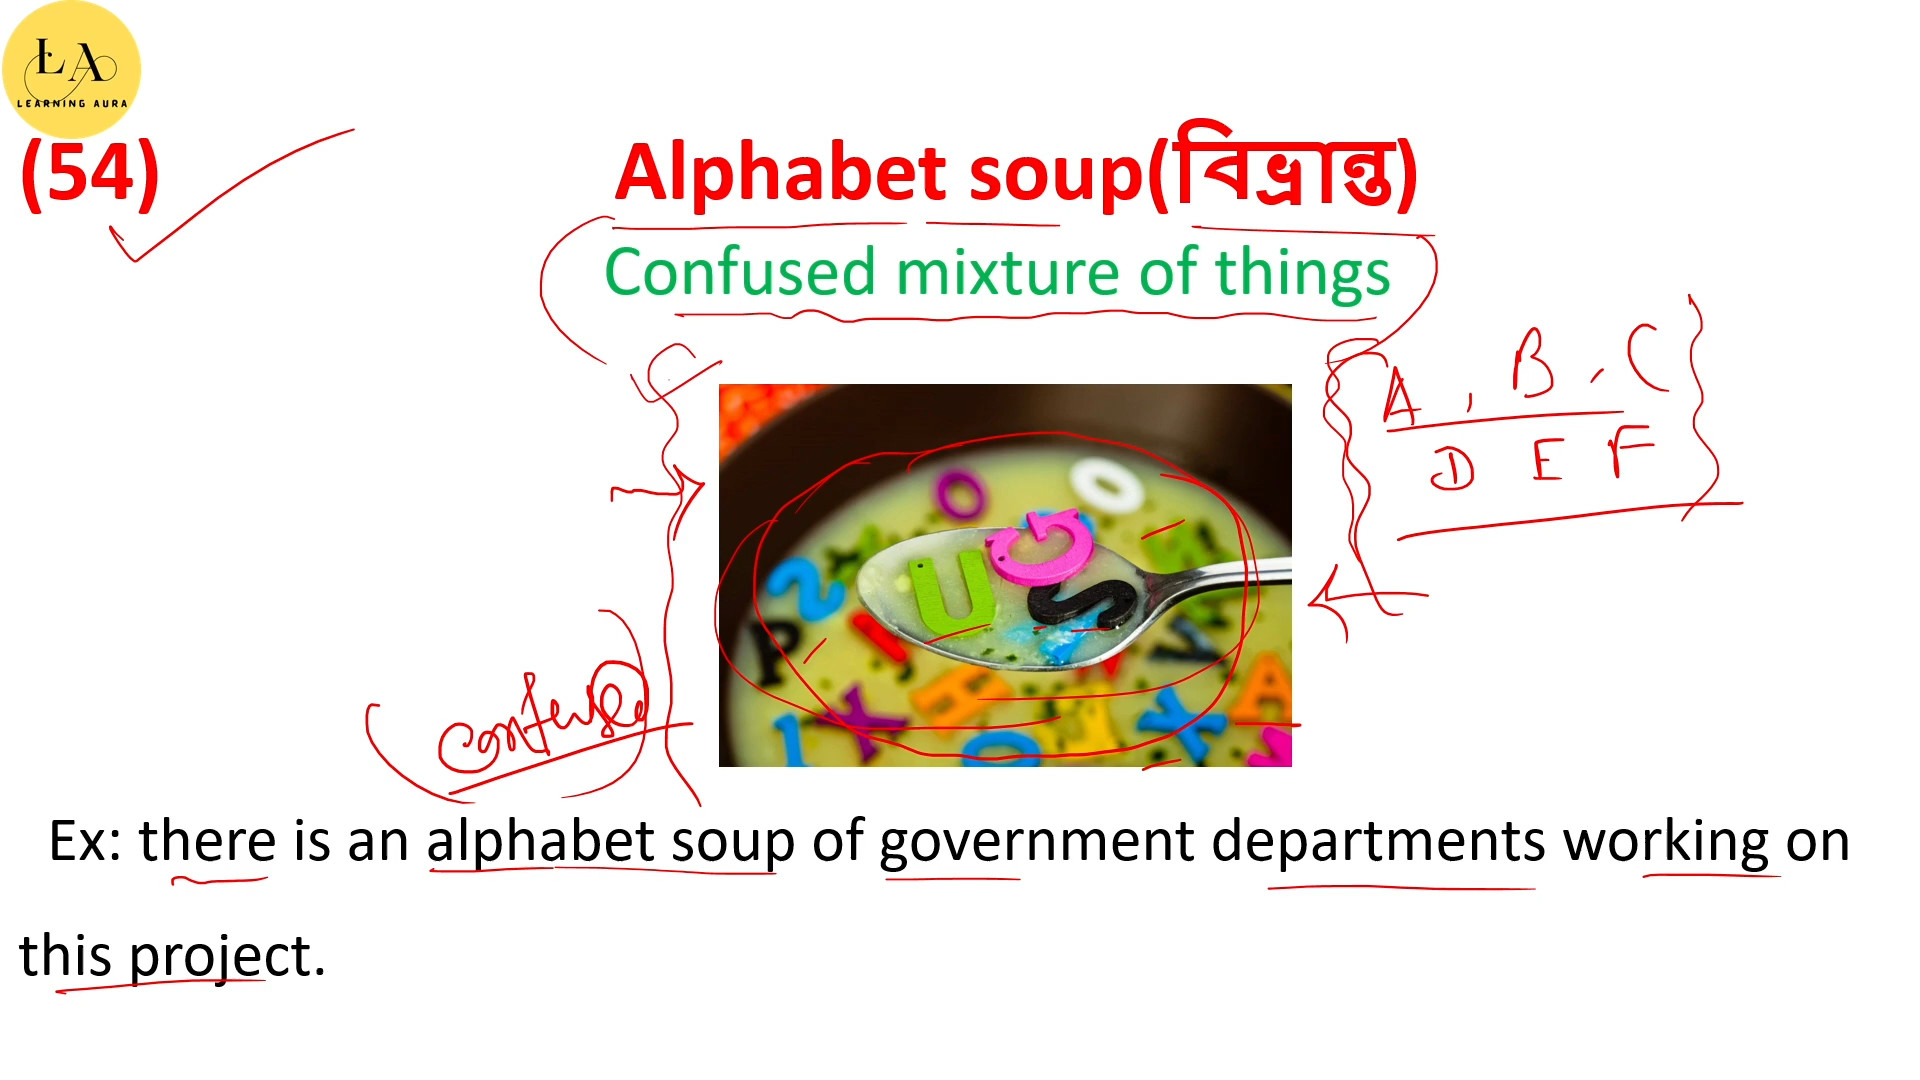 LA
LEARNING AURA
(54)
Alphabet soup(বিভ্রান্ত)
Confused mixture of things
A, B, C
D E F
confuse
Ex: there is an alphabet soup of government departments working on
this project.